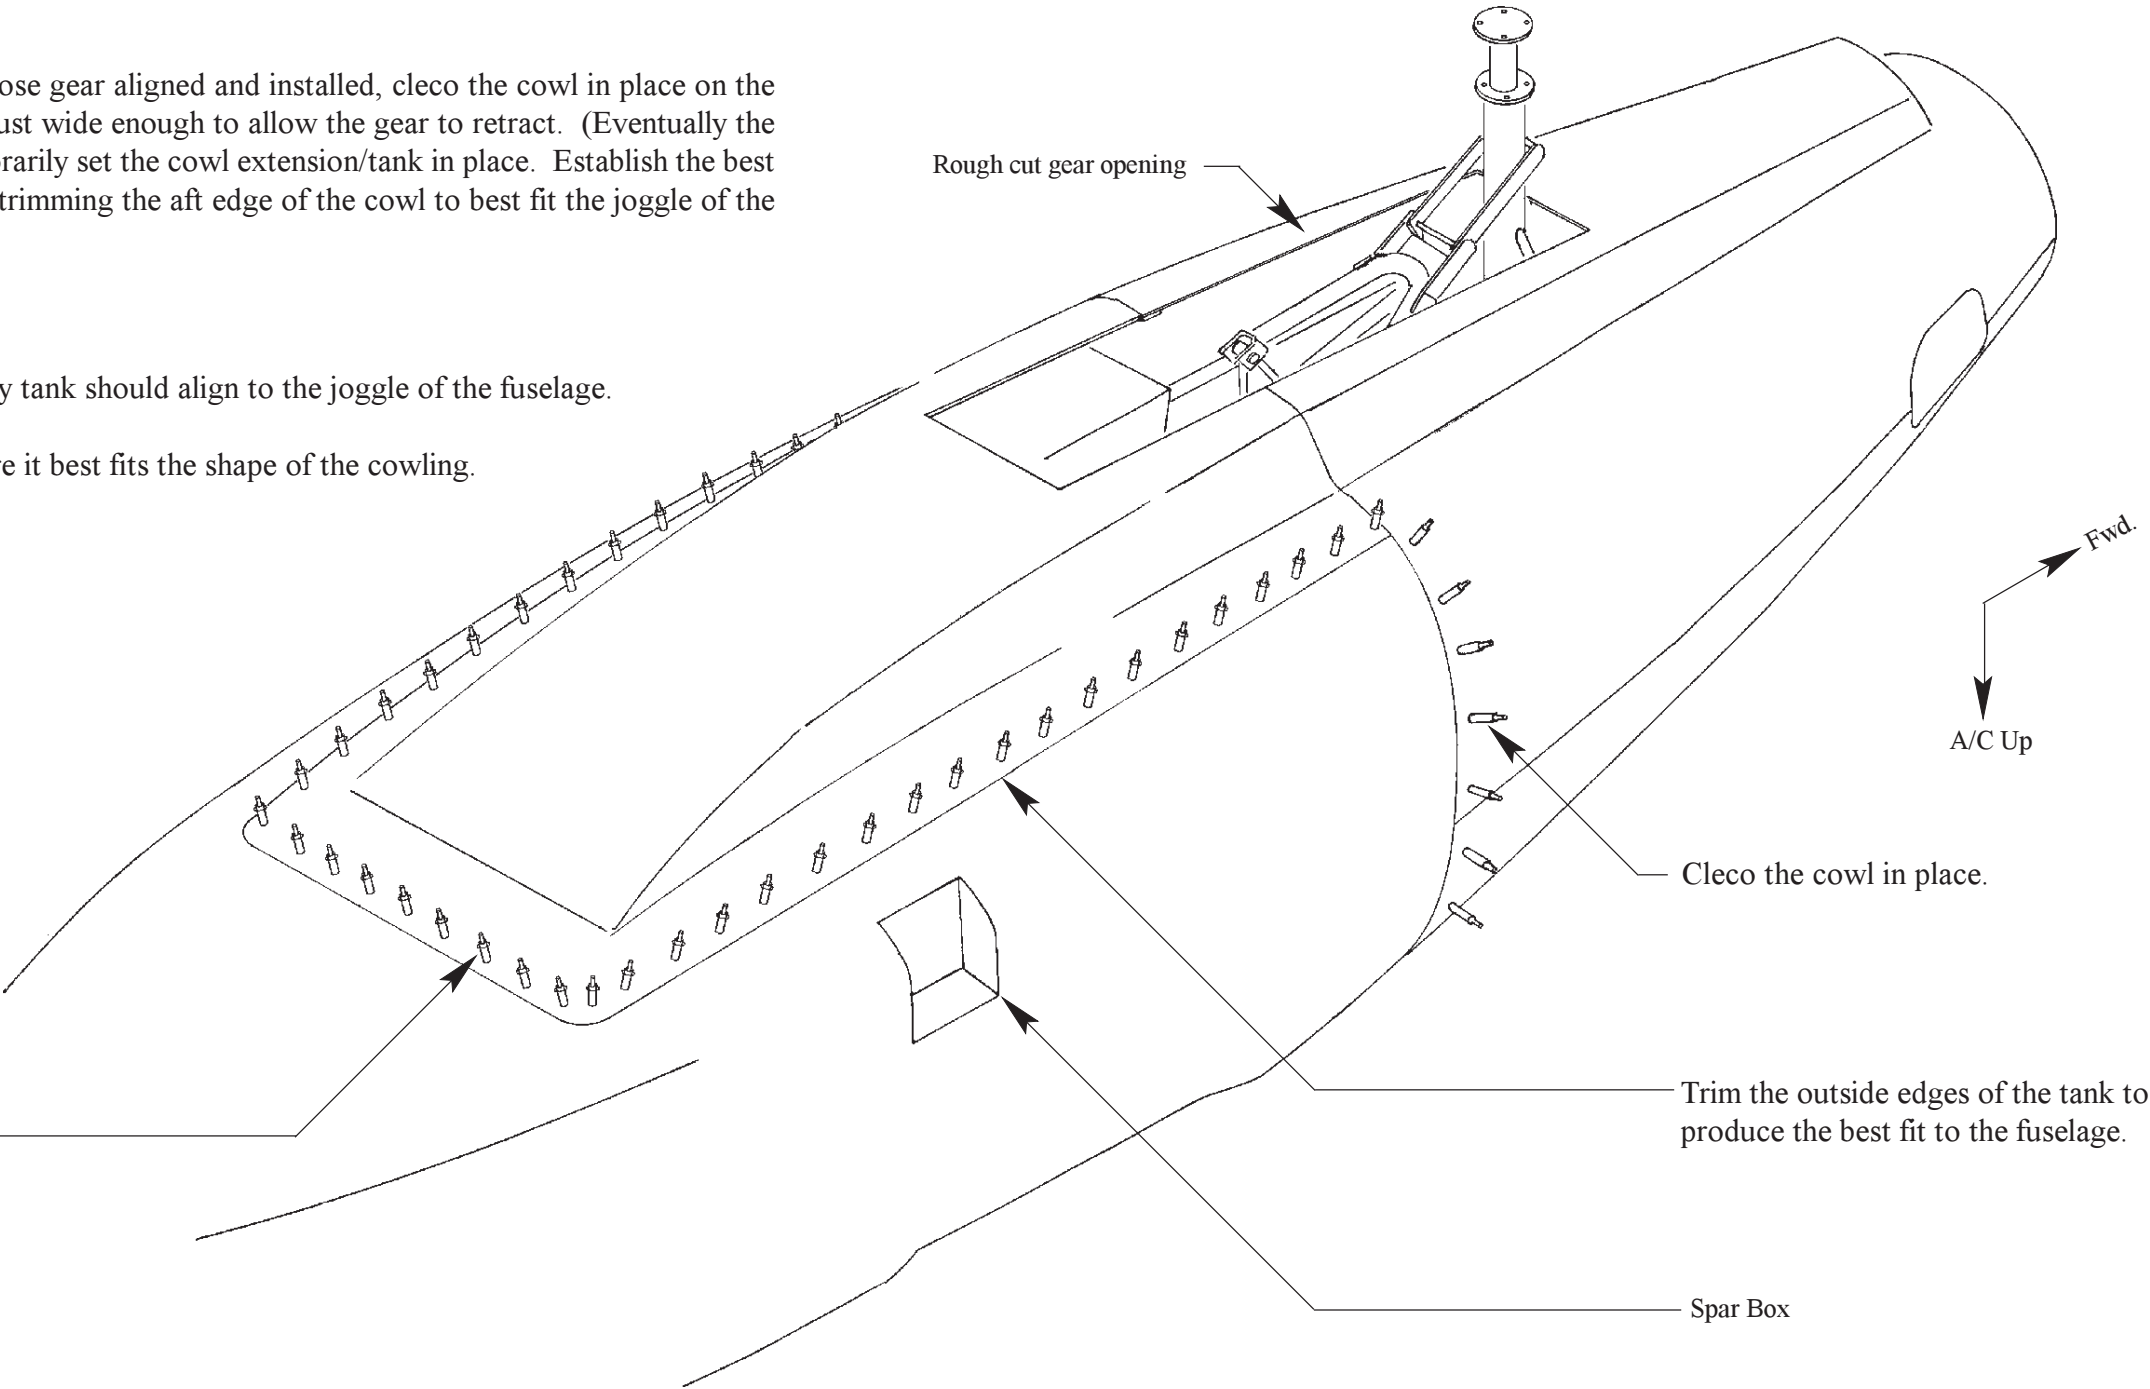 ose gear aligned and installed, cleco the cowl in place on the
ust wide enough to allow the gear to retract. (Eventually the
orarily set the cowl extension/tank in place. Establish the best
trimming the aft edge of the cowl to best fit the joggle of the
Rough cut gear opening
y tank should align to the joggle of the fuselage.
e it best fits the shape of the cowling.
Fwd.
A/C Up
Cleco the cowl in place.
Trim the outside edges of the tank to
produce the best fit to the fuselage.
Spar Box